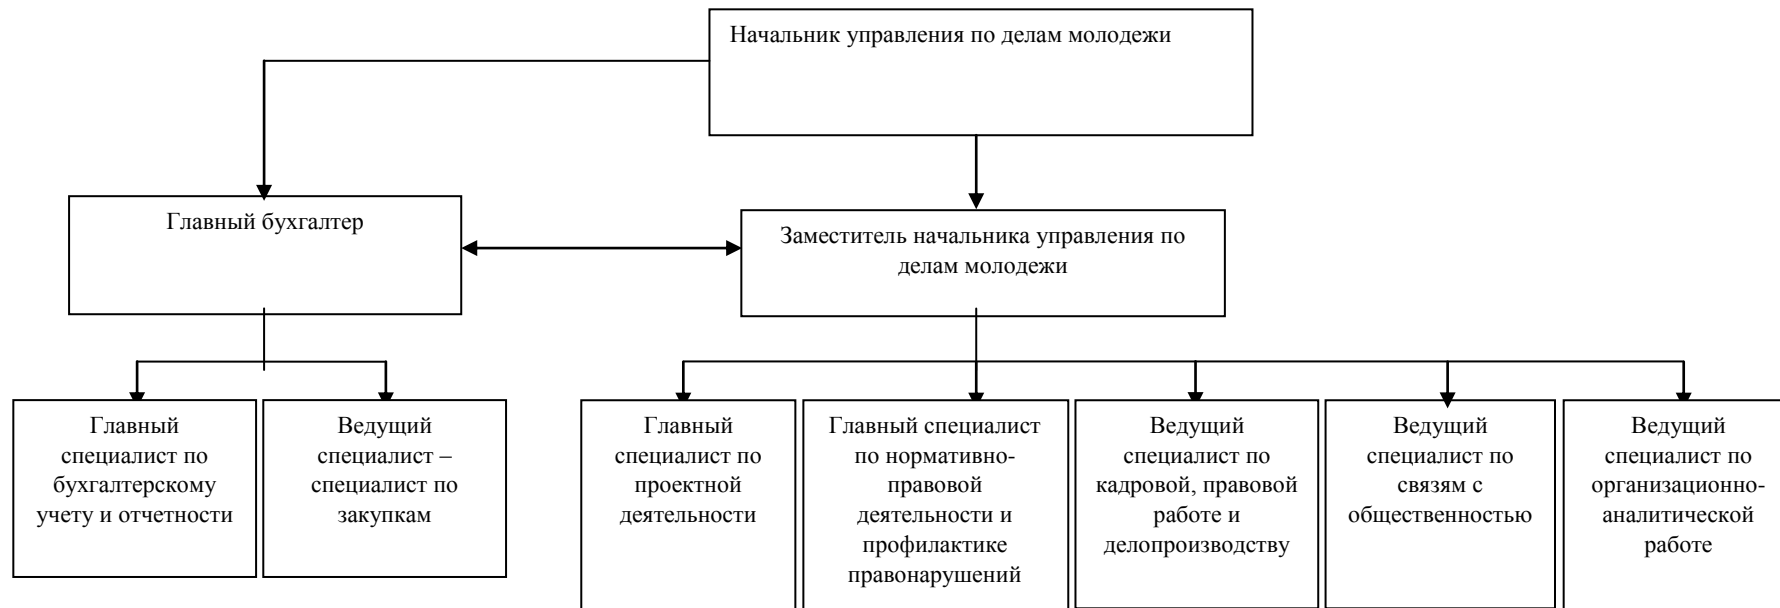 Начальник управления по делам молодежи
Главный бухгалтер
Заместитель начальника управления по
делам молодежи
Главный
специалист по
бухгалтерскому
учету и отчетности
Ведущий
специалист –
специалист по
закупкам
Главный
специалист по
проектной
деятельности
Главный специалист
по нормативно-
правовой
деятельности и
профилактике
правонарушений
Ведущий
специалист по
кадровой, правовой
работе и
делопроизводству
Ведущий
специалист по
связям с
общественностью
Ведущий
специалист по
организационно-
аналитической
работе